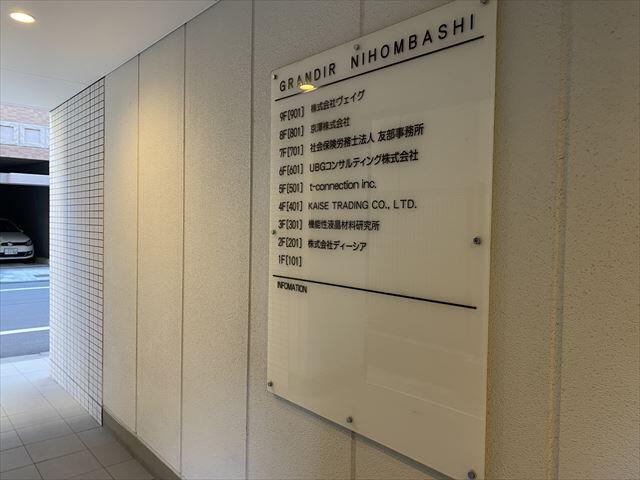 GRANDIR NIHOMBASHI
9F[901] 株式会社ヴェイグ
8F[801] 京澤株式会社
7F[701] 社会保険労務士法人 友部事務所
6F[601] UBGコンサルティング株式会社
5F[501] t-connection inc.
4F[401] KAISE TRADING CO., LTD.
3F[301] 機能性液晶材料研究所
2F[201] 株式会社ディーシア
1F[101]
INFOMATION